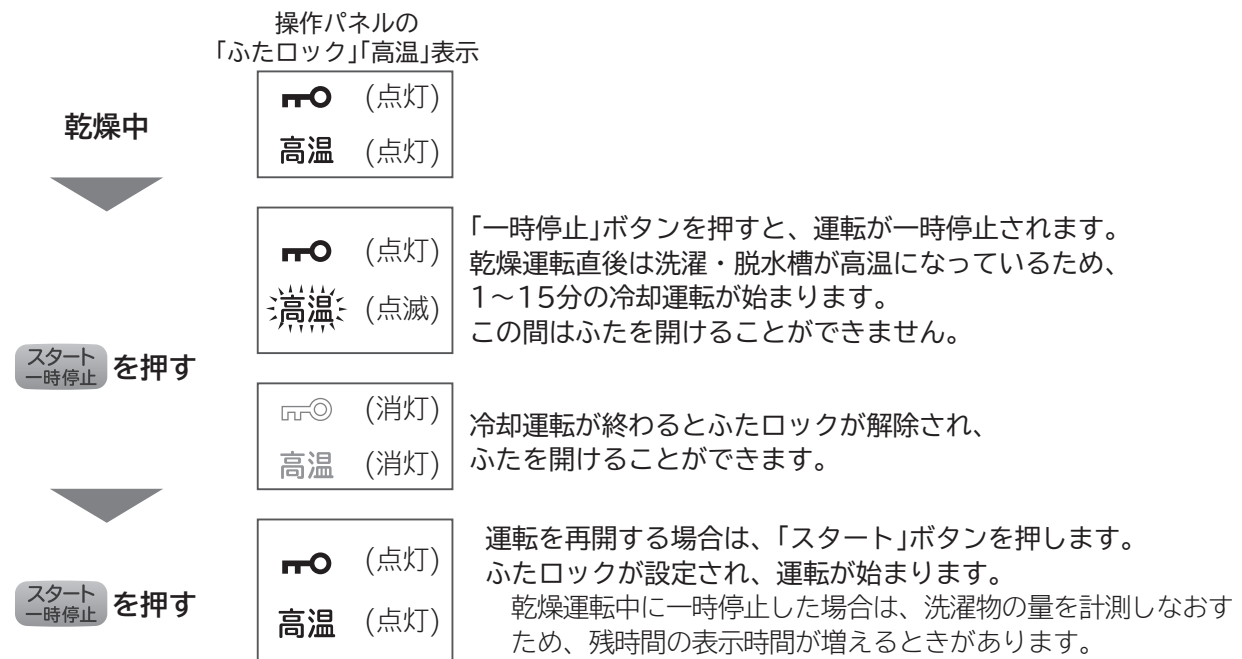 操作パネルの
「ふたロック」「高温」表示
乾燥中
(点灯)
高温 (点灯)
(点灯)
高温 (点滅)
「一時停止」ボタンを押すと、運転が一時停止されます。
乾燥運転直後は洗濯・脱水槽が高温になっているため、
1～15分の冷却運転が始まります。
この間はふたを開けることができません。
スタート
一時停止 を押す
(消灯)
高温 (消灯)
冷却運転が終わるとふたロックが解除され、
ふたを開けることができます。
スタート
一時停止 を押す
(点灯)
高温 (点灯)
運転を再開する場合は、「スタート」ボタンを押します。
ふたロックが設定され、運転が始まります。
乾燥運転中に一時停止した場合は、洗濯物の量を計測しなおす
ため、残時間の表示時間が増えるときがあります。